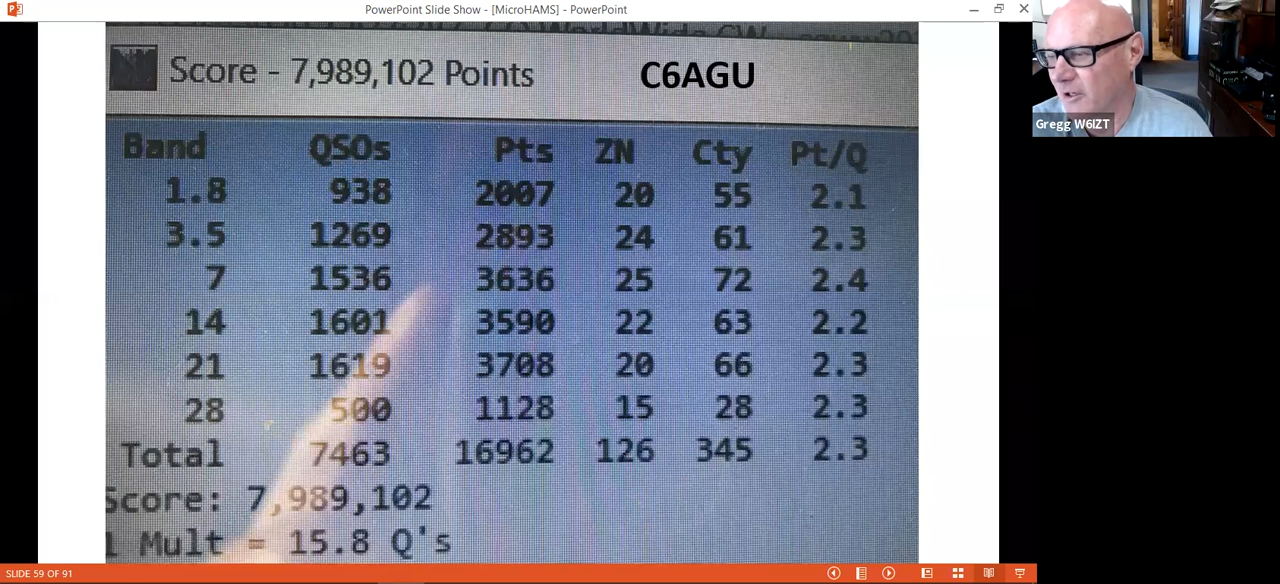 PowerPoint Slide Show - [MicroHAMS] - PowerPoint
Score - 7,989,102 Points C6AGU
Band QSOs Pts ZN Cty Pt/Q
1.8 938 2007 20 55 2.1
3.5 1269 2893 24 61 2.3
7 1536 3636 25 72 2.4
14 1601 3590 22 63 2.2
21 1619 3708 20 66 2.3
28 500 1128 15 28 2.3
Total 7463 16962 126 345 2.3
Score: 7,989,102
1 Mult = 15.8 Q's
Gregg W6IZT
SLIDE 59 OF 91